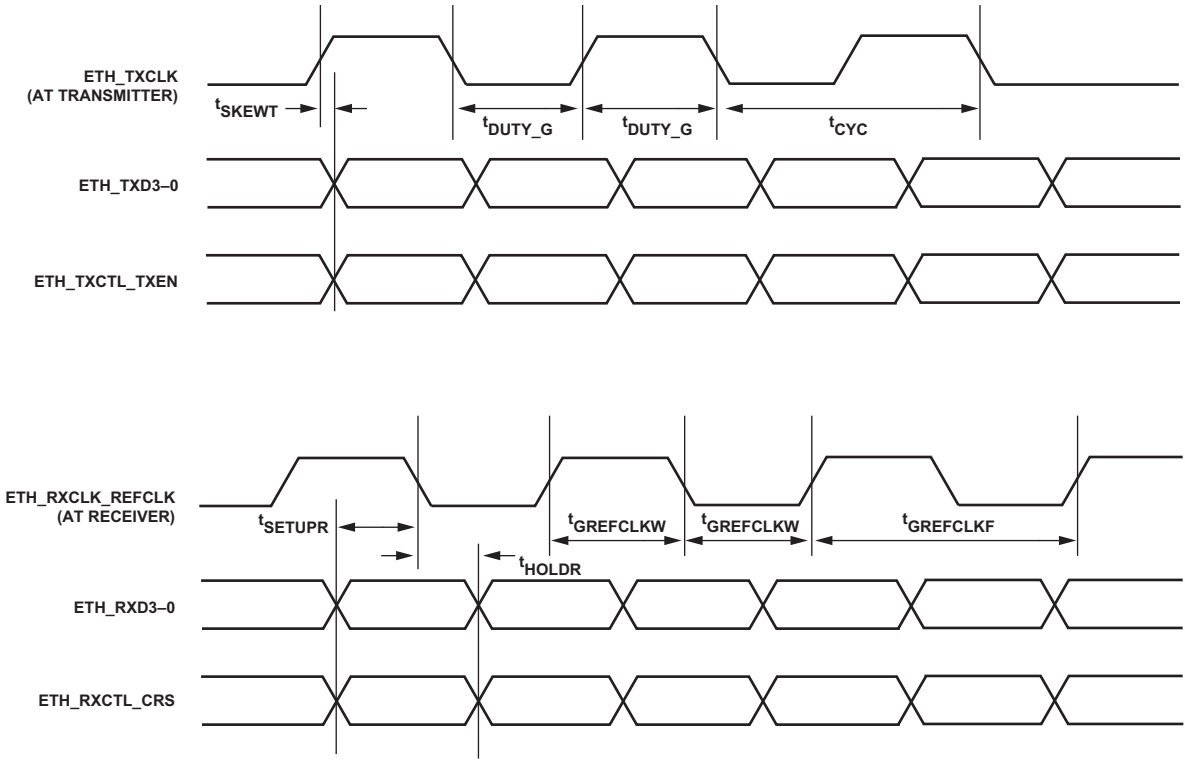 ETH_TXCLK
(AT TRANSMITTER)
tSKEWT
tDUTY_G
tDUTY_G
tCYC
ETH_TXD3–0
ETH_TXCTL_TXEN
ETH_RXCLK_REFCLK
(AT RECEIVER)
tSETUPR
tGREFCLKW
tGREFCLKW
tGREFCLKF
tHOLDR
ETH_RXD3–0
ETH_RXCTL_CRS